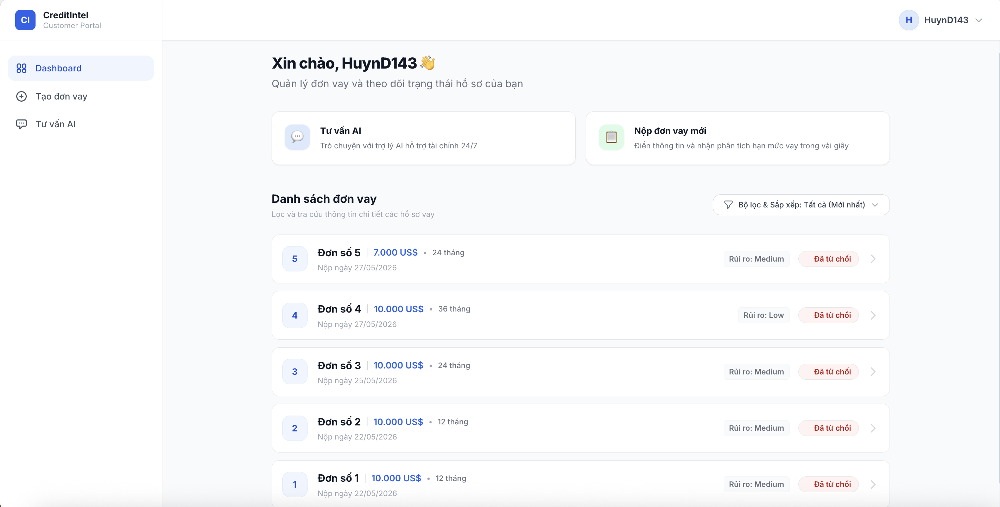 CI
CreditIntel
Customer Portal
H
HuynD143
Dashboard
Tạo đơn vay
Tư vấn AI
Xin chào, HuynD143 👋
Quản lý đơn vay và theo dõi trạng thái hồ sơ của bạn
Tư vấn AI
Trò chuyện với trợ lý AI hỗ trợ tài chính 24/7
Nộp đơn vay mới
Điền thông tin và nhận phân tích hạn mức vay trong vài giây
Danh sách đơn vay
Lọc và tra cứu thông tin chi tiết các hồ sơ vay
Bộ lọc & Sắp xếp: Tất cả (Mới nhất)
5
Đơn số 5 | 7.000 US$ • 24 tháng
Nộp ngày 27/05/2026
Rủi ro: Medium
Đã từ chối
4
Đơn số 4 | 10.000 US$ • 36 tháng
Nộp ngày 27/05/2026
Rủi ro: Low
Đã từ chối
3
Đơn số 3 | 10.000 US$ • 24 tháng
Nộp ngày 25/05/2026
Rủi ro: Medium
Đã từ chối
2
Đơn số 2 | 10.000 US$ • 12 tháng
Nộp ngày 22/05/2026
Rủi ro: Medium
Đã từ chối
1
Đơn số 1 | 10.000 US$ • 12 tháng
Nộp ngày 22/05/2026
Rủi ro: Medium
Đã từ chối